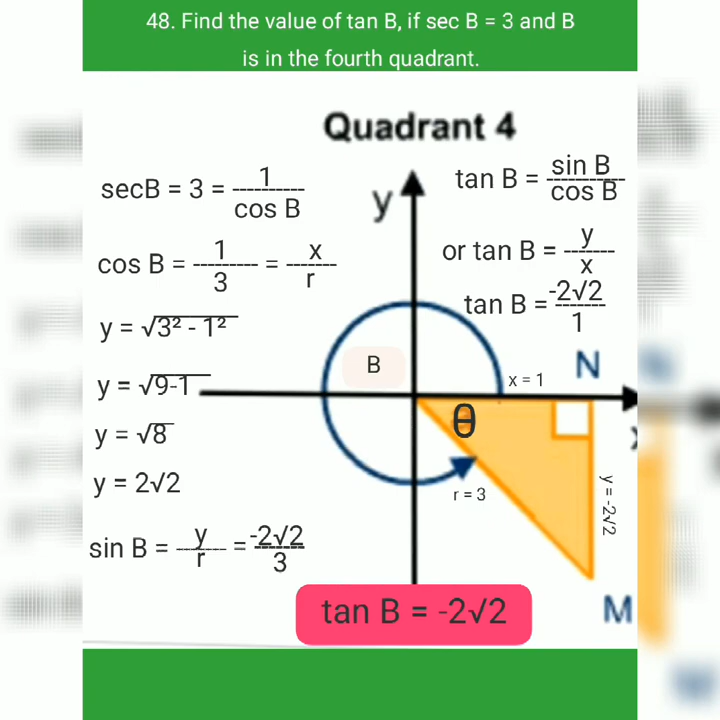 48. Find the value of tan B, if sec B = 3 and B
is in the fourth quadrant.
Quadrant 4
secB = 3 = 1/cos B
cos B = 1/3 = x/r
y = √3² - 1²
y = √9-1
y = √8
y = 2√2
sin B = y/r = -2√2/3
tan B = sin B/cos B
or tan B = y/x
tan B = -2√2/1
y
B
x = 1
N
θ
r = 3
y = -2√2
M
tan B = -2√2